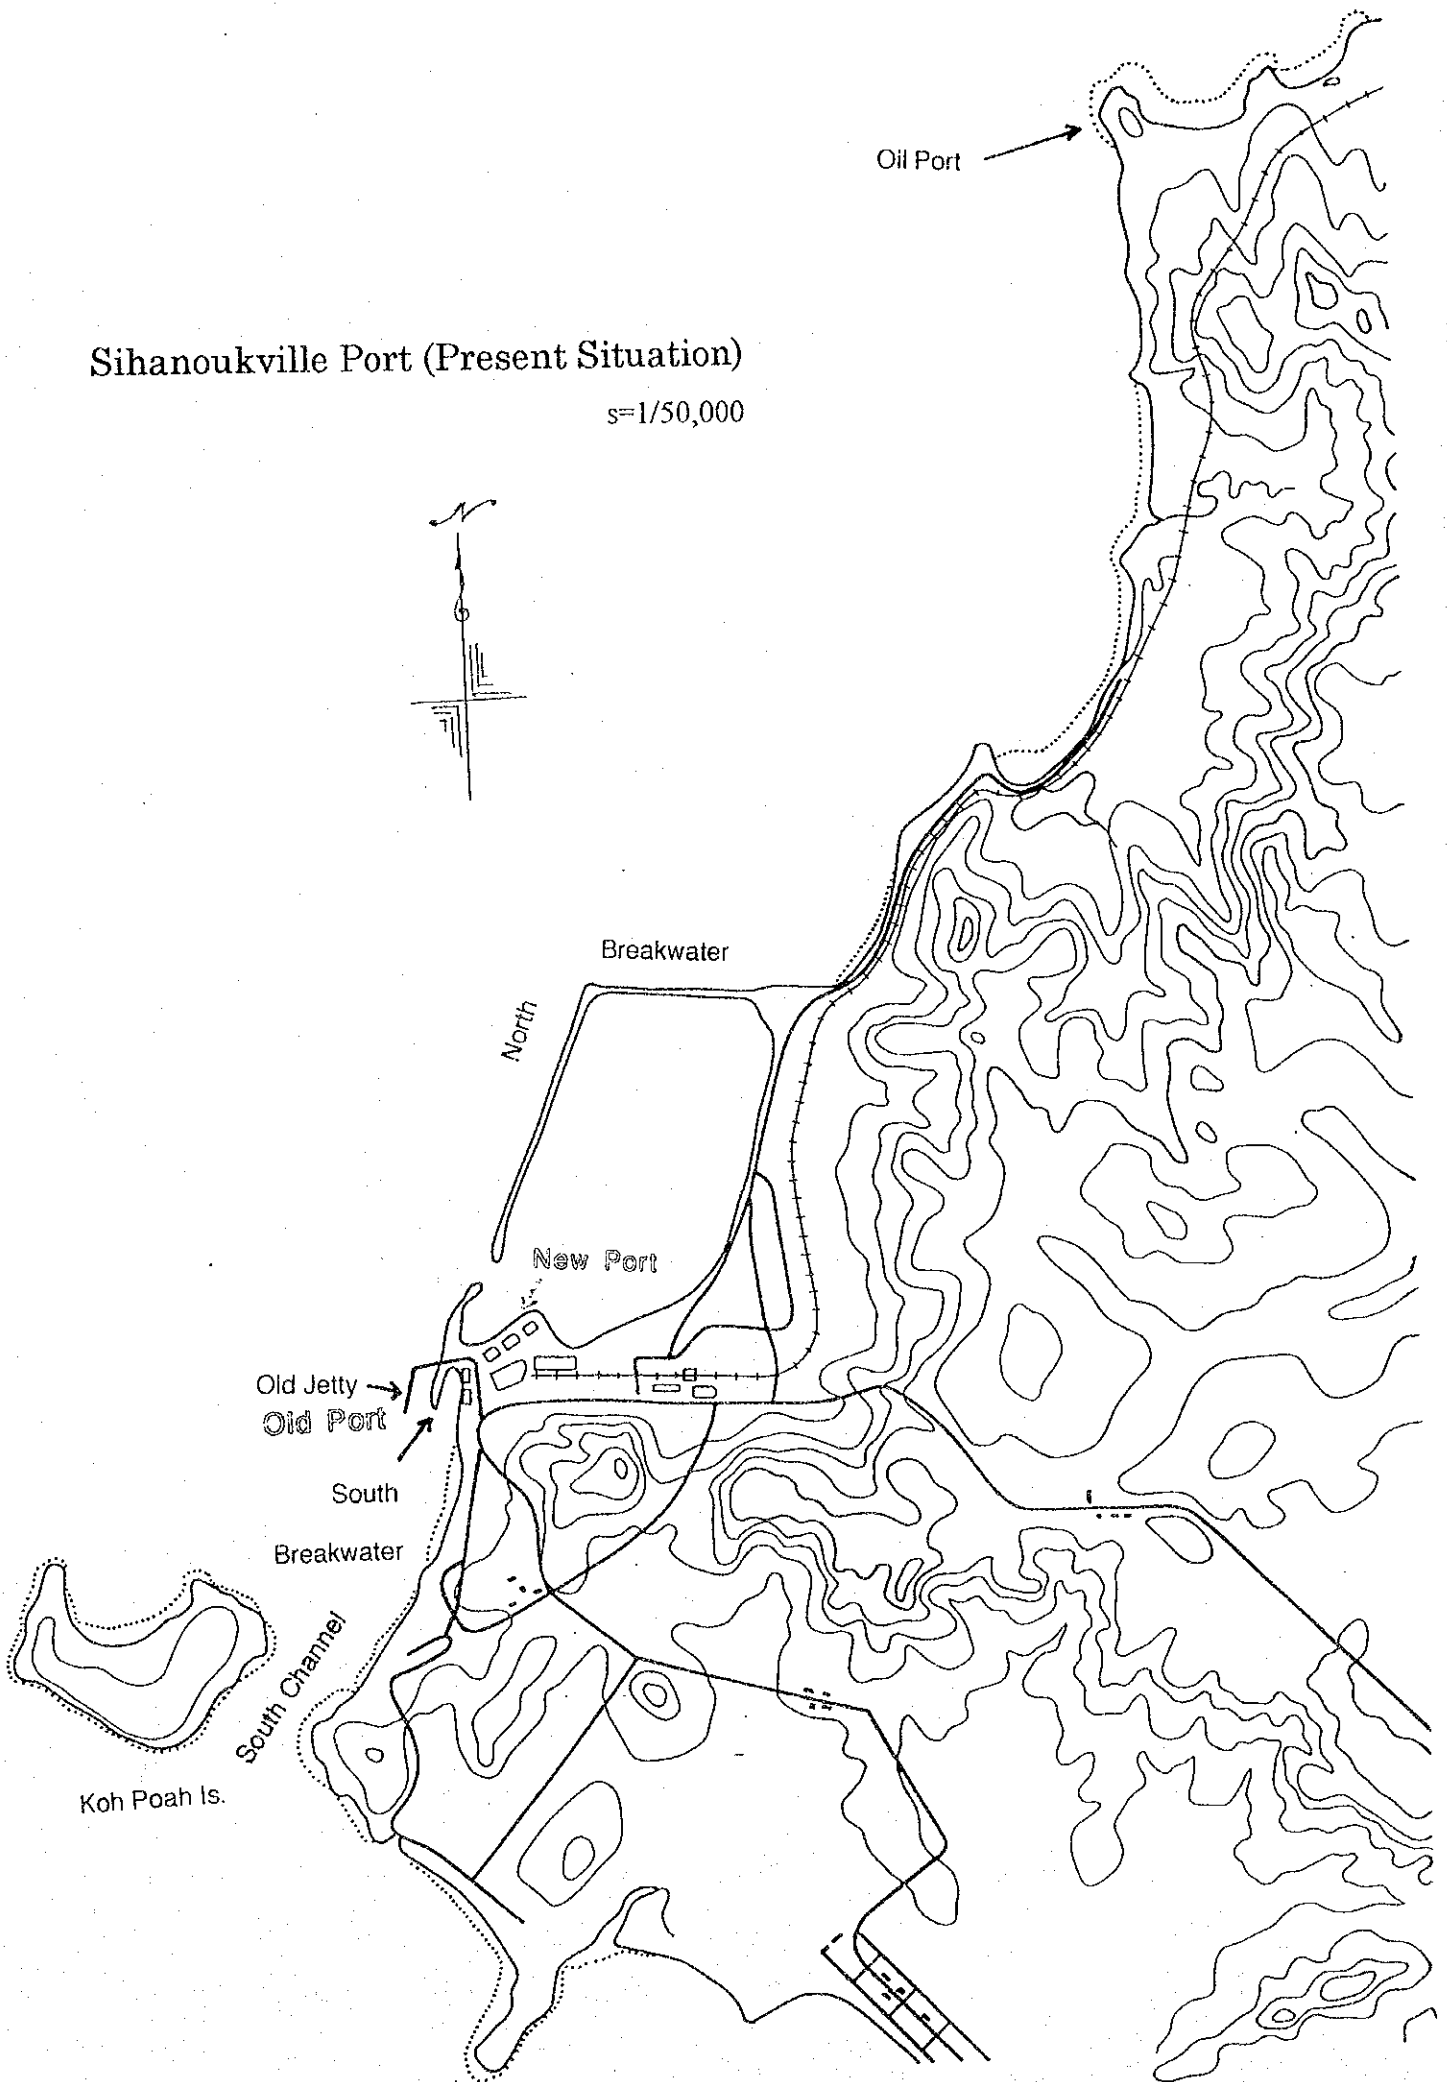 Oil Port
Sihanoukville Port (Present Situation)
s=1/50,000
N
Breakwater
North
New Port
Old Jetty
Old Port
South
Breakwater
South Channel
Koh Poah Is.